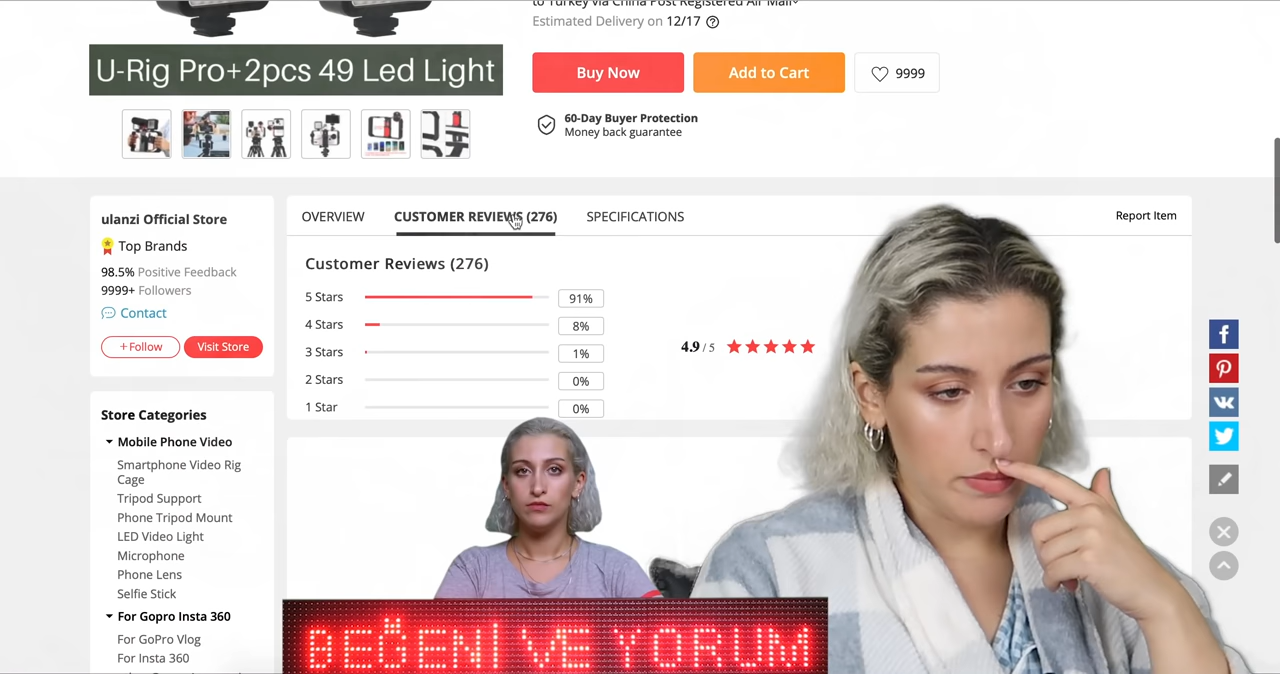 to Turkey via China Post Registered Air Mail
Estimated Delivery on 12/17
U-Rig Pro+2pcs 49 Led Light
Buy Now
Add to Cart
9999
60-Day Buyer Protection
Money back guarantee
ulanzi Official Store
Top Brands
98.5% Positive Feedback
9999+ Followers
Contact
+ Follow
Visit Store
Store Categories
Mobile Phone Video
Smartphone Video Rig
Cage
Tripod Support
Phone Tripod Mount
LED Video Light
Microphone
Phone Lens
Selfie Stick
For Gopro Insta 360
For GoPro Vlog
For Insta 360
OVERVIEW
CUSTOMER REVIEWS (276)
SPECIFICATIONS
Report Item
Customer Reviews (276)
5 Stars 91%
4 Stars 8%
3 Stars 1%
2 Stars 0%
1 Star 0%
4.9 / 5
BEĞENİ VE YORUM